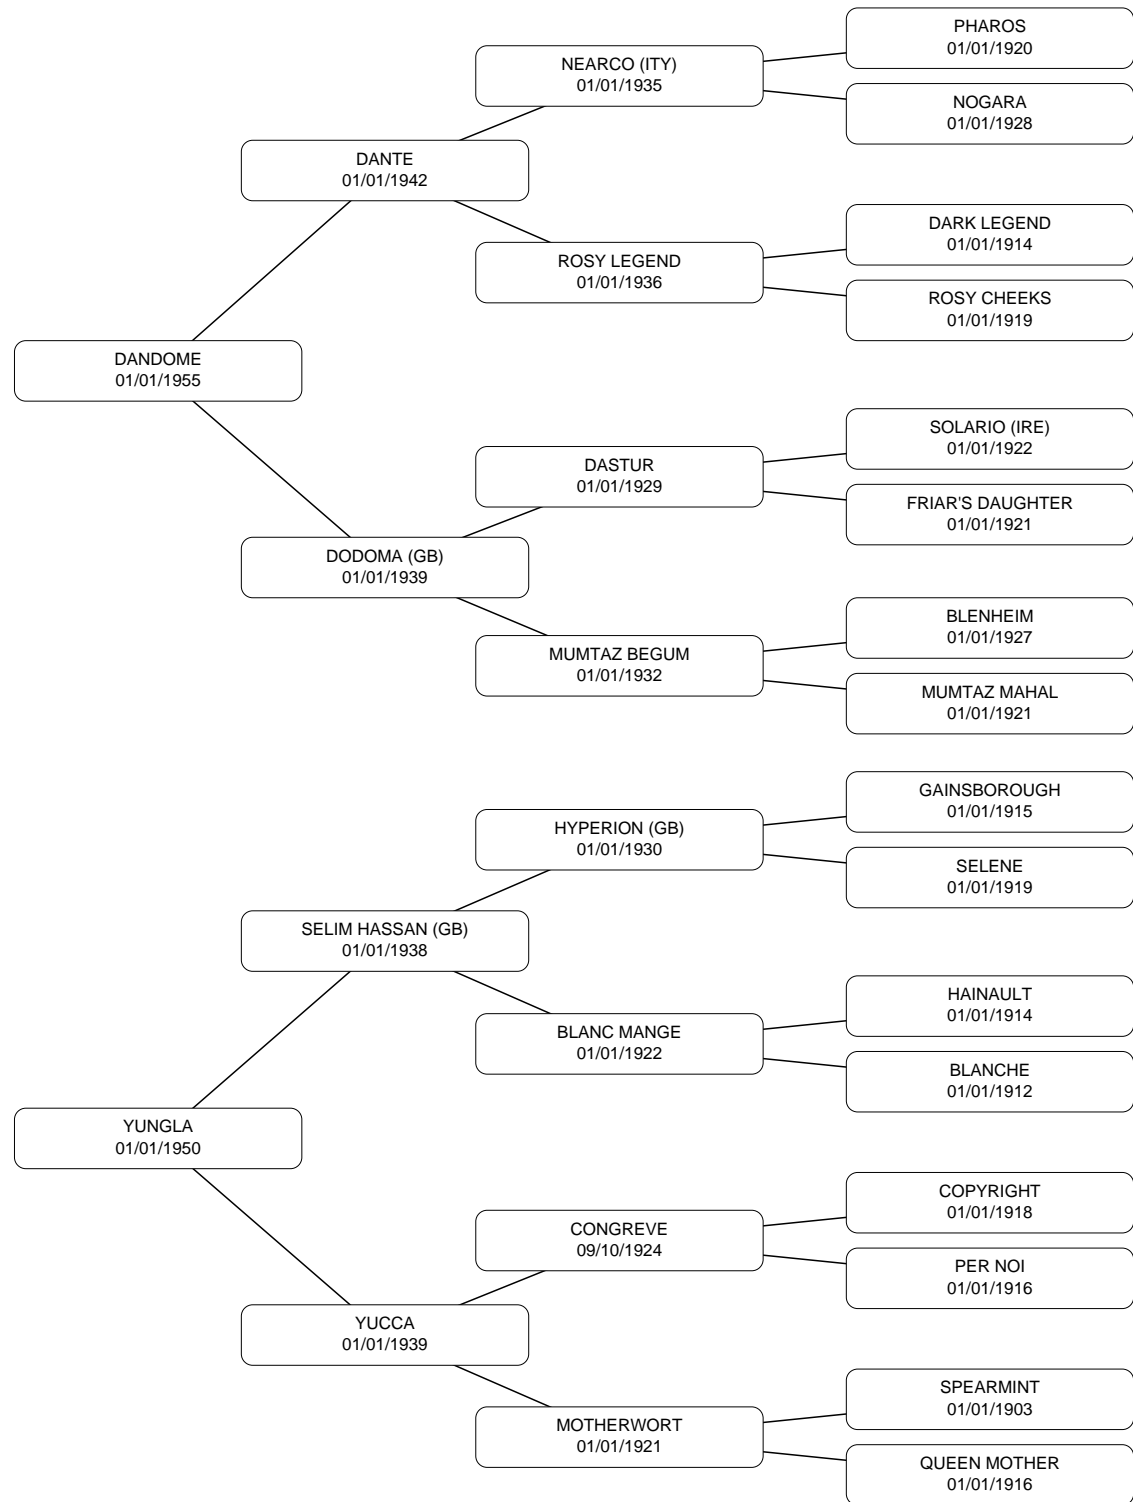 PHAROS
01/01/1920
NEARCO (ITY)
01/01/1935
NOGARA
01/01/1928
DANTE
01/01/1942
DARK LEGEND
01/01/1914
ROSY LEGEND
01/01/1936
ROSY CHEEKS
01/01/1919
DANDOME
01/01/1955
SOLARIO (IRE)
01/01/1922
DASTUR
01/01/1929
FRIAR'S DAUGHTER
01/01/1921
DODOMA (GB)
01/01/1939
BLENHEIM
01/01/1927
MUMTAZ BEGUM
01/01/1932
MUMTAZ MAHAL
01/01/1921
GAINSBOROUGH
01/01/1915
HYPERION (GB)
01/01/1930
SELENE
01/01/1919
SELIM HASSAN (GB)
01/01/1938
HAINAULT
01/01/1914
BLANC MANGE
01/01/1922
BLANCHE
01/01/1912
YUNGLA
01/01/1950
COPYRIGHT
01/01/1918
CONGREVE
09/10/1924
PER NOI
01/01/1916
YUCCA
01/01/1939
SPEARMINT
01/01/1903
MOTHERWORT
01/01/1921
QUEEN MOTHER
01/01/1916